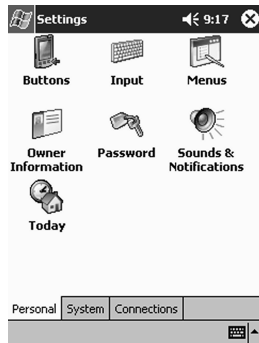 Settings 9:17
Buttons Input Menus
Owner Information Password Sounds & Notifications
Today
Personal System Connections